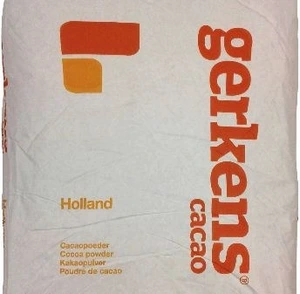 gerkens®
cacao
Holland
Cacaopoeder
Cocoa powder
Kakaopulver
Poudre de cacao